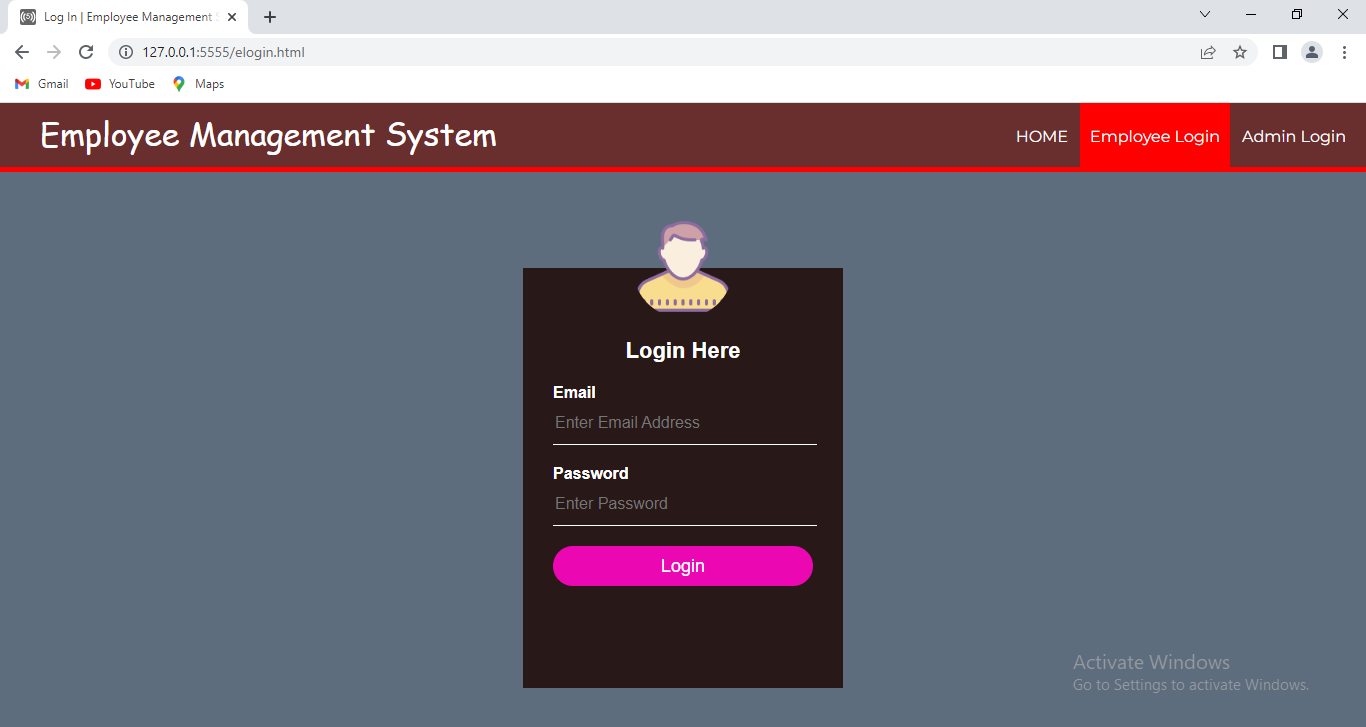 Log In | Employee Management S
127.0.0.1:5555/elogin.html
Gmail YouTube Maps
Employee Management System
HOME Employee Login Admin Login
Login Here
Email
Enter Email Address
Password
Enter Password
Login
Activate Windows
Go to Settings to activate Windows.